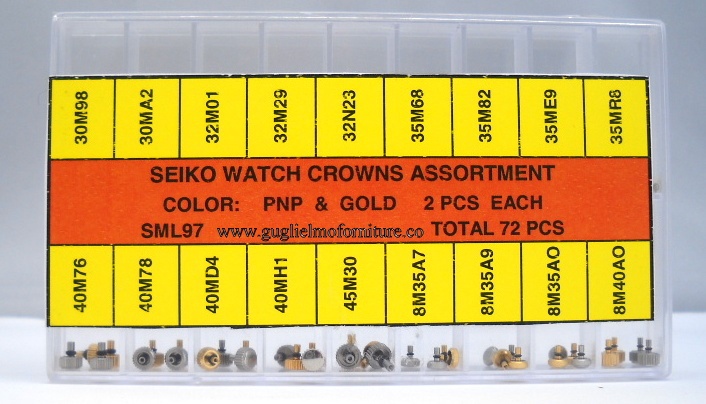 30M98 30MA2 32M01 32M29 32N23 35M68 35M82 35ME9 35MR8
SEIKO WATCH CROWNS ASSORTMENT
COLOR: PNP & GOLD 2 PCS EACH
SML97 www.guglielmoforniture.co TOTAL 72 PCS
40M76 40M78 40MD4 40MH1 45M30 8M35A7 8M35A9 8M35AO 8M40AO